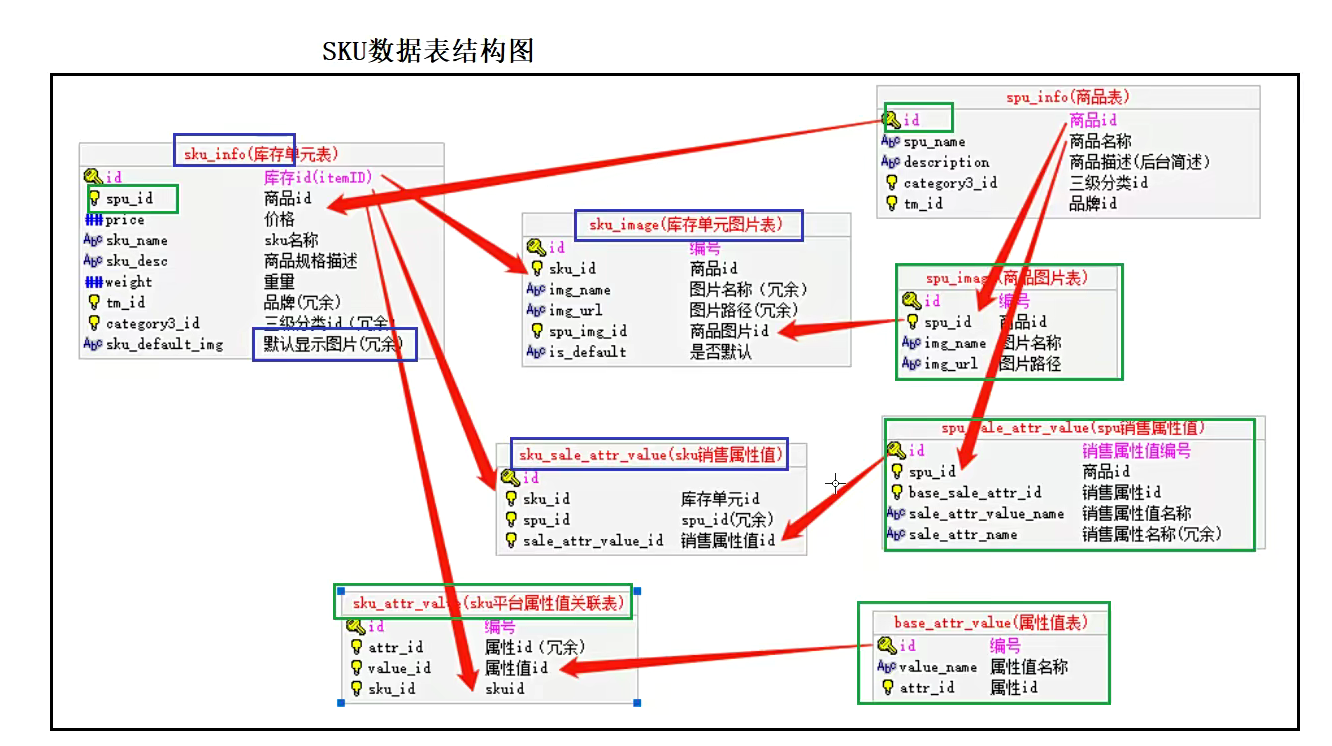 SKU数据表结构图
spu_info(商品表)
id 商品id
spu_name 商品名称
description 商品描述(后台简述)
category3_id 三级分类id
tm_id 品牌id
sku_info(库存单元表)
id 库存id(itemID)
spu_id 商品id
price 价格
sku_name sku名称
sku_desc 商品规格描述
weight 重量
tm_id 品牌(冗余)
category3_id 三级分类id (冗余)
sku_default_img 默认显示图片(冗余)
sku_image(库存单元图片表)
id 编号
sku_id 商品id
img_name 图片名称 (冗余)
img_url 图片路径(冗余)
spu_img_id 商品图片id
is_default 是否默认
spu_image(商品图片表)
id 编号
spu_id 商品id
img_name 图片名称
img_url 图片路径
spu_sale_attr_value(spu销售属性值)
id 销售属性值编号
spu_id 商品id
base_sale_attr_id 销售属性id
sale_attr_value_name 销售属性值名称
sale_attr_name 销售属性名称(冗余)
sku_sale_attr_value(sku销售属性值)
id
sku_id 库存单元id
spu_id spu_id(冗余)
sale_attr_value_id 销售属性值id
sku_attr_value(sku平台属性值关联表)
id 编号
attr_id 属性id (冗余)
value_id 属性值id
sku_id skuid
base_attr_value(属性值表)
id 编号
value_name 属性值名称
attr_id 属性id